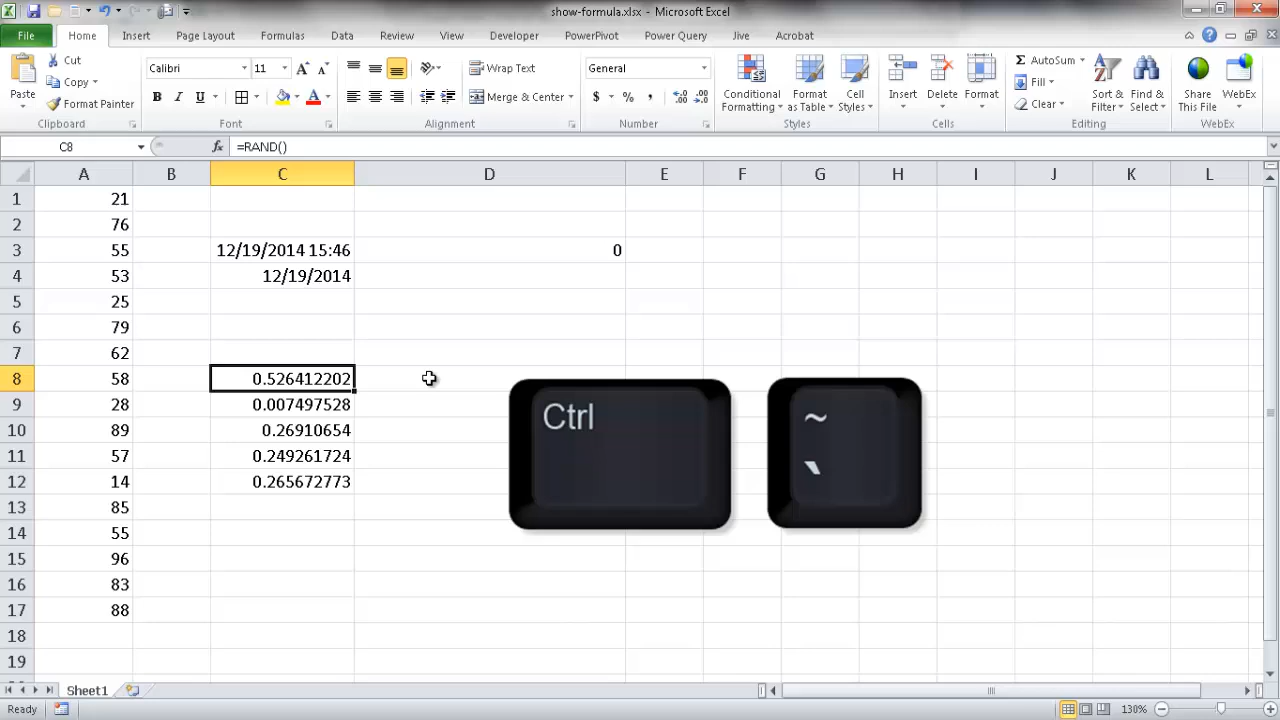 show-formula.xlsx - Microsoft Excel
File Home Insert Page Layout Formulas Data Review View Developer PowerPivot Power Query Jive Acrobat
Paste
Cut
Copy
Format Painter
Clipboard
Calibri 11
B I U A
Font
Wrap Text
Merge & Center
Alignment
General
$ % ,
Number
Conditional Formatting
Format as Table
Cell Styles
Styles
Insert
Delete
Format
Cells
Σ AutoSum
Fill
Clear
Sort & Filter
Find & Select
Editing
Share This File
WebEx
WebEx
C8 fx =RAND()
A B C D E F G H I J K L
1 21
2 76
3 55 12/19/2014 15:46 0
4 53 12/19/2014
5 25
6 79
7 62
8 58 0.526412202
9 28 0.007497528
10 89 0.26910654
11 57 0.249261724
12 14 0.265672773
13 85
14 55
15 96
16 83
17 88
18
19
Ctrl
~
`
Sheet1
Ready 130%